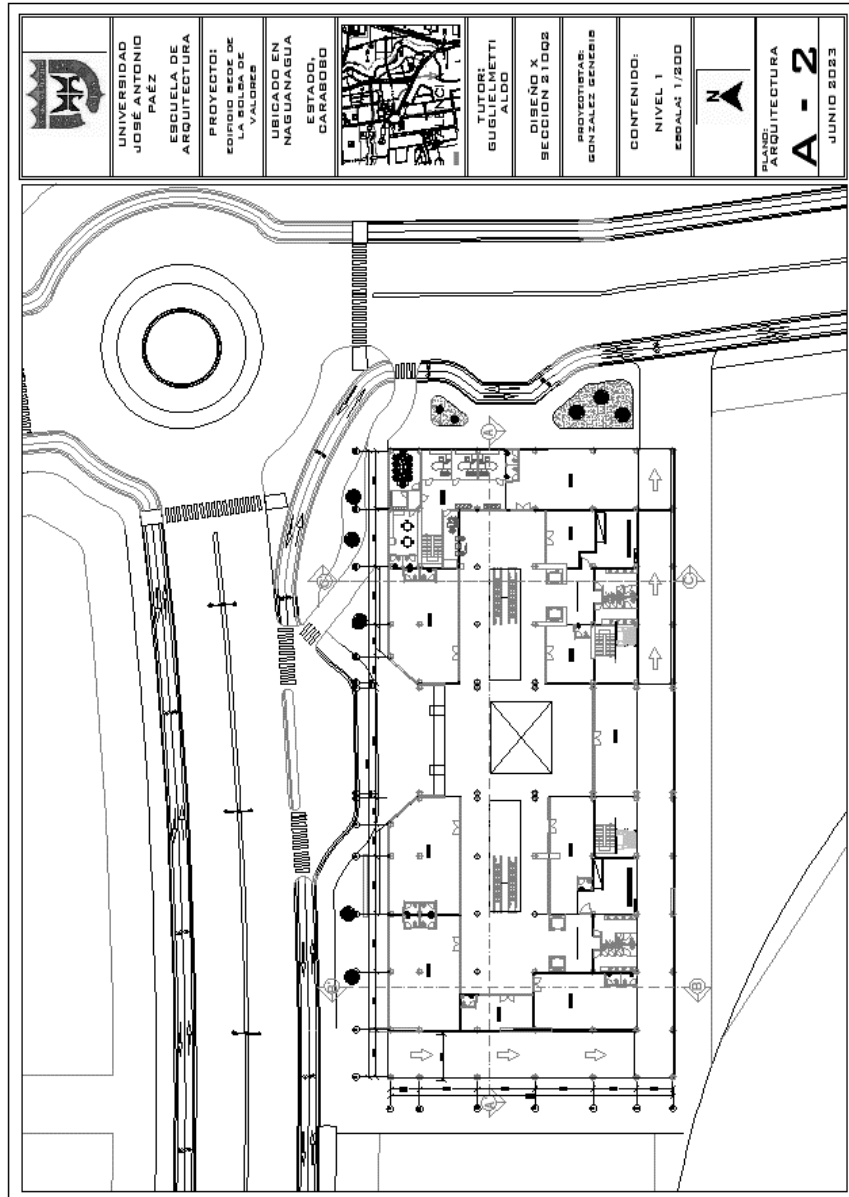 UNIVERSIDAD
JOSÉ ANTONIO
PAÉZ
ESCUELA DE
ARQUITECTURA
PROYECTO:
EDIFICIO SEDE DE
LA BOLSA DE
VALORES
UBICADO EN
NAGUANAGUA
ESTADO,
CARABOBO
TUTOR:
GUGLIELMETTI
ALDO
DISEÑO X
SECCION 210Q2
PROYECTISTAS:
GONZALEZ GENESIS
CONTENIDO:
NIVEL 1
ESCALA: 1/200
N
PLANO:
ARQUITECTURA
A - 2
JUNIO 2023
A
C
C'
B'
B
A